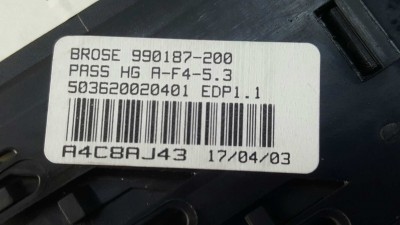 BROSE 990187-200
PASS HG A-F4-5.3
503620020401 EDP1.1
A4C8AJ43 17/04/03